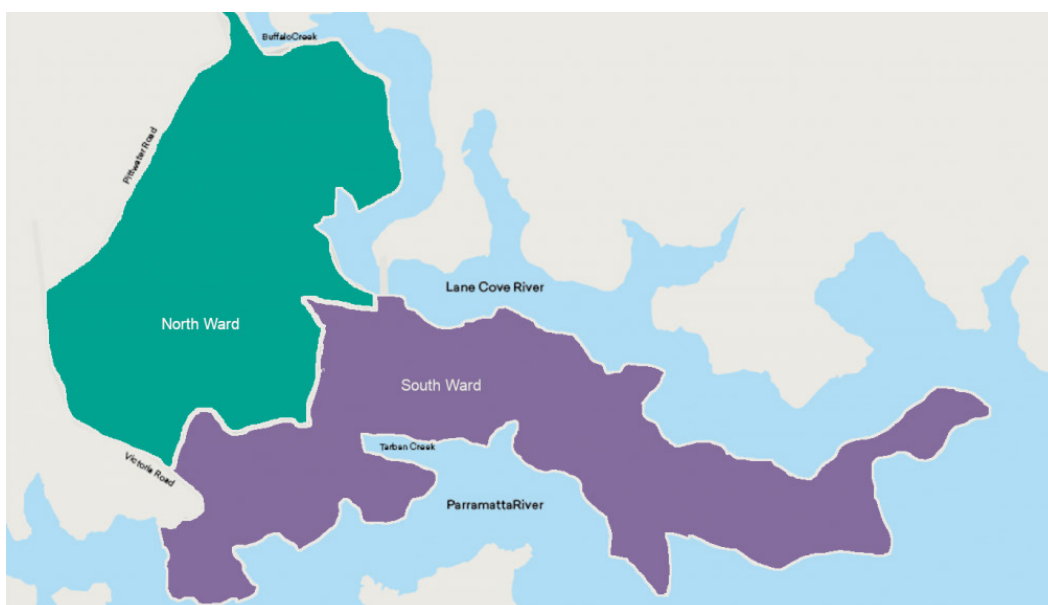 BuffaloCreek
Pittwater Road
Lane Cove River
North Ward
South Ward
Tarban Creek
Victoria Road
ParramattaRiver